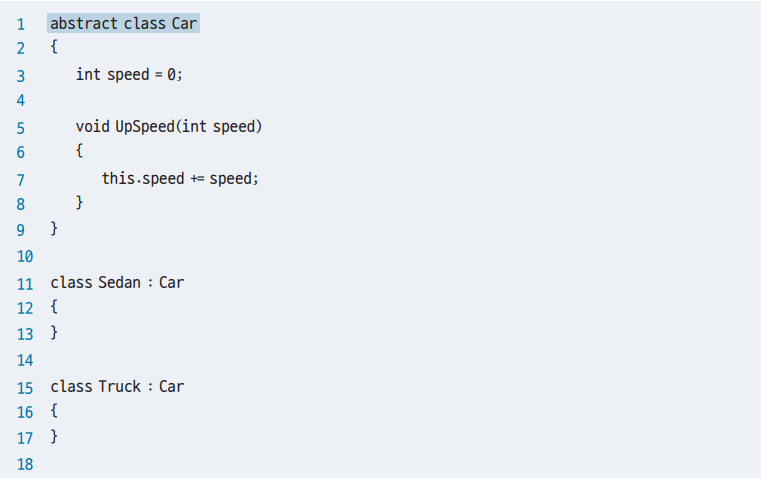 1 abstract class Car
2 {
3 int speed = 0;
4
5 void UpSpeed(int speed)
6 {
7 this.speed += speed;
8 }
9 }
10
11 class Sedan : Car
12 {
13 }
14
15 class Truck : Car
16 {
17 }
18